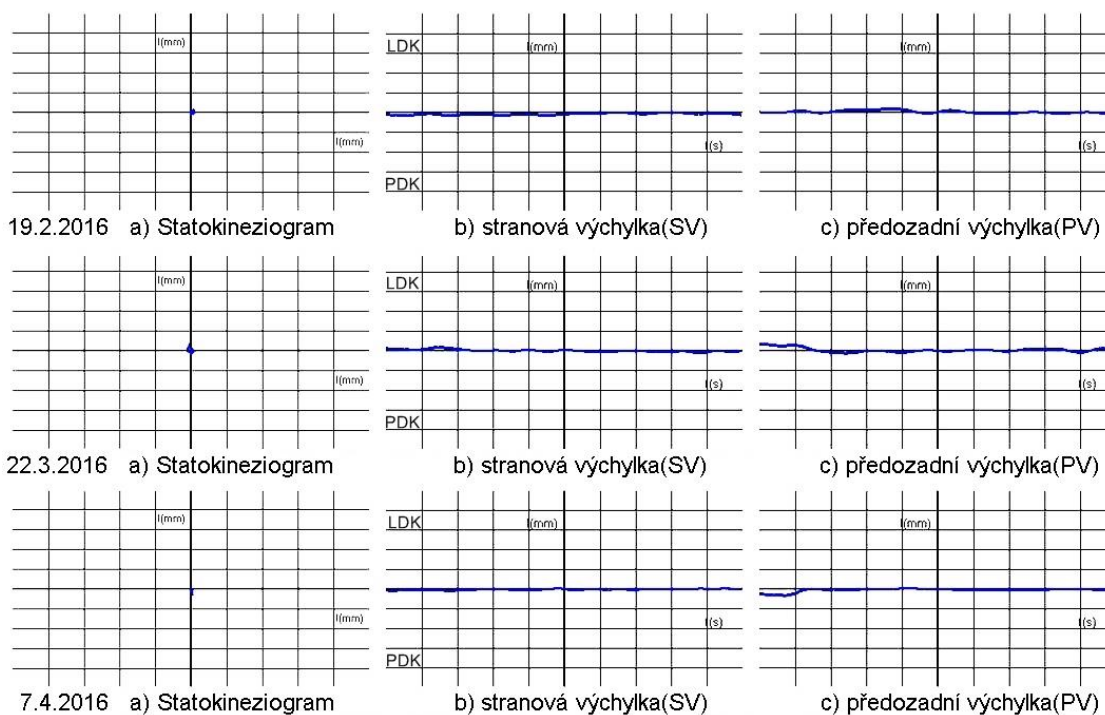 l(mm)
l(mm)
LDK
l(mm)
l(s)
PDK
l(mm)
l(s)
19.2.2016 a) Statokineziogram b) stranová výchylka(SV) c) předozadní výchylka(PV)
l(mm)
l(mm)
LDK
l(mm)
l(s)
PDK
l(mm)
l(s)
22.3.2016 a) Statokineziogram b) stranová výchylka(SV) c) předozadní výchylka(PV)
l(mm)
l(mm)
LDK
l(mm)
l(s)
PDK
l(mm)
l(s)
7.4.2016 a) Statokineziogram b) stranová výchylka(SV) c) předozadní výchylka(PV)